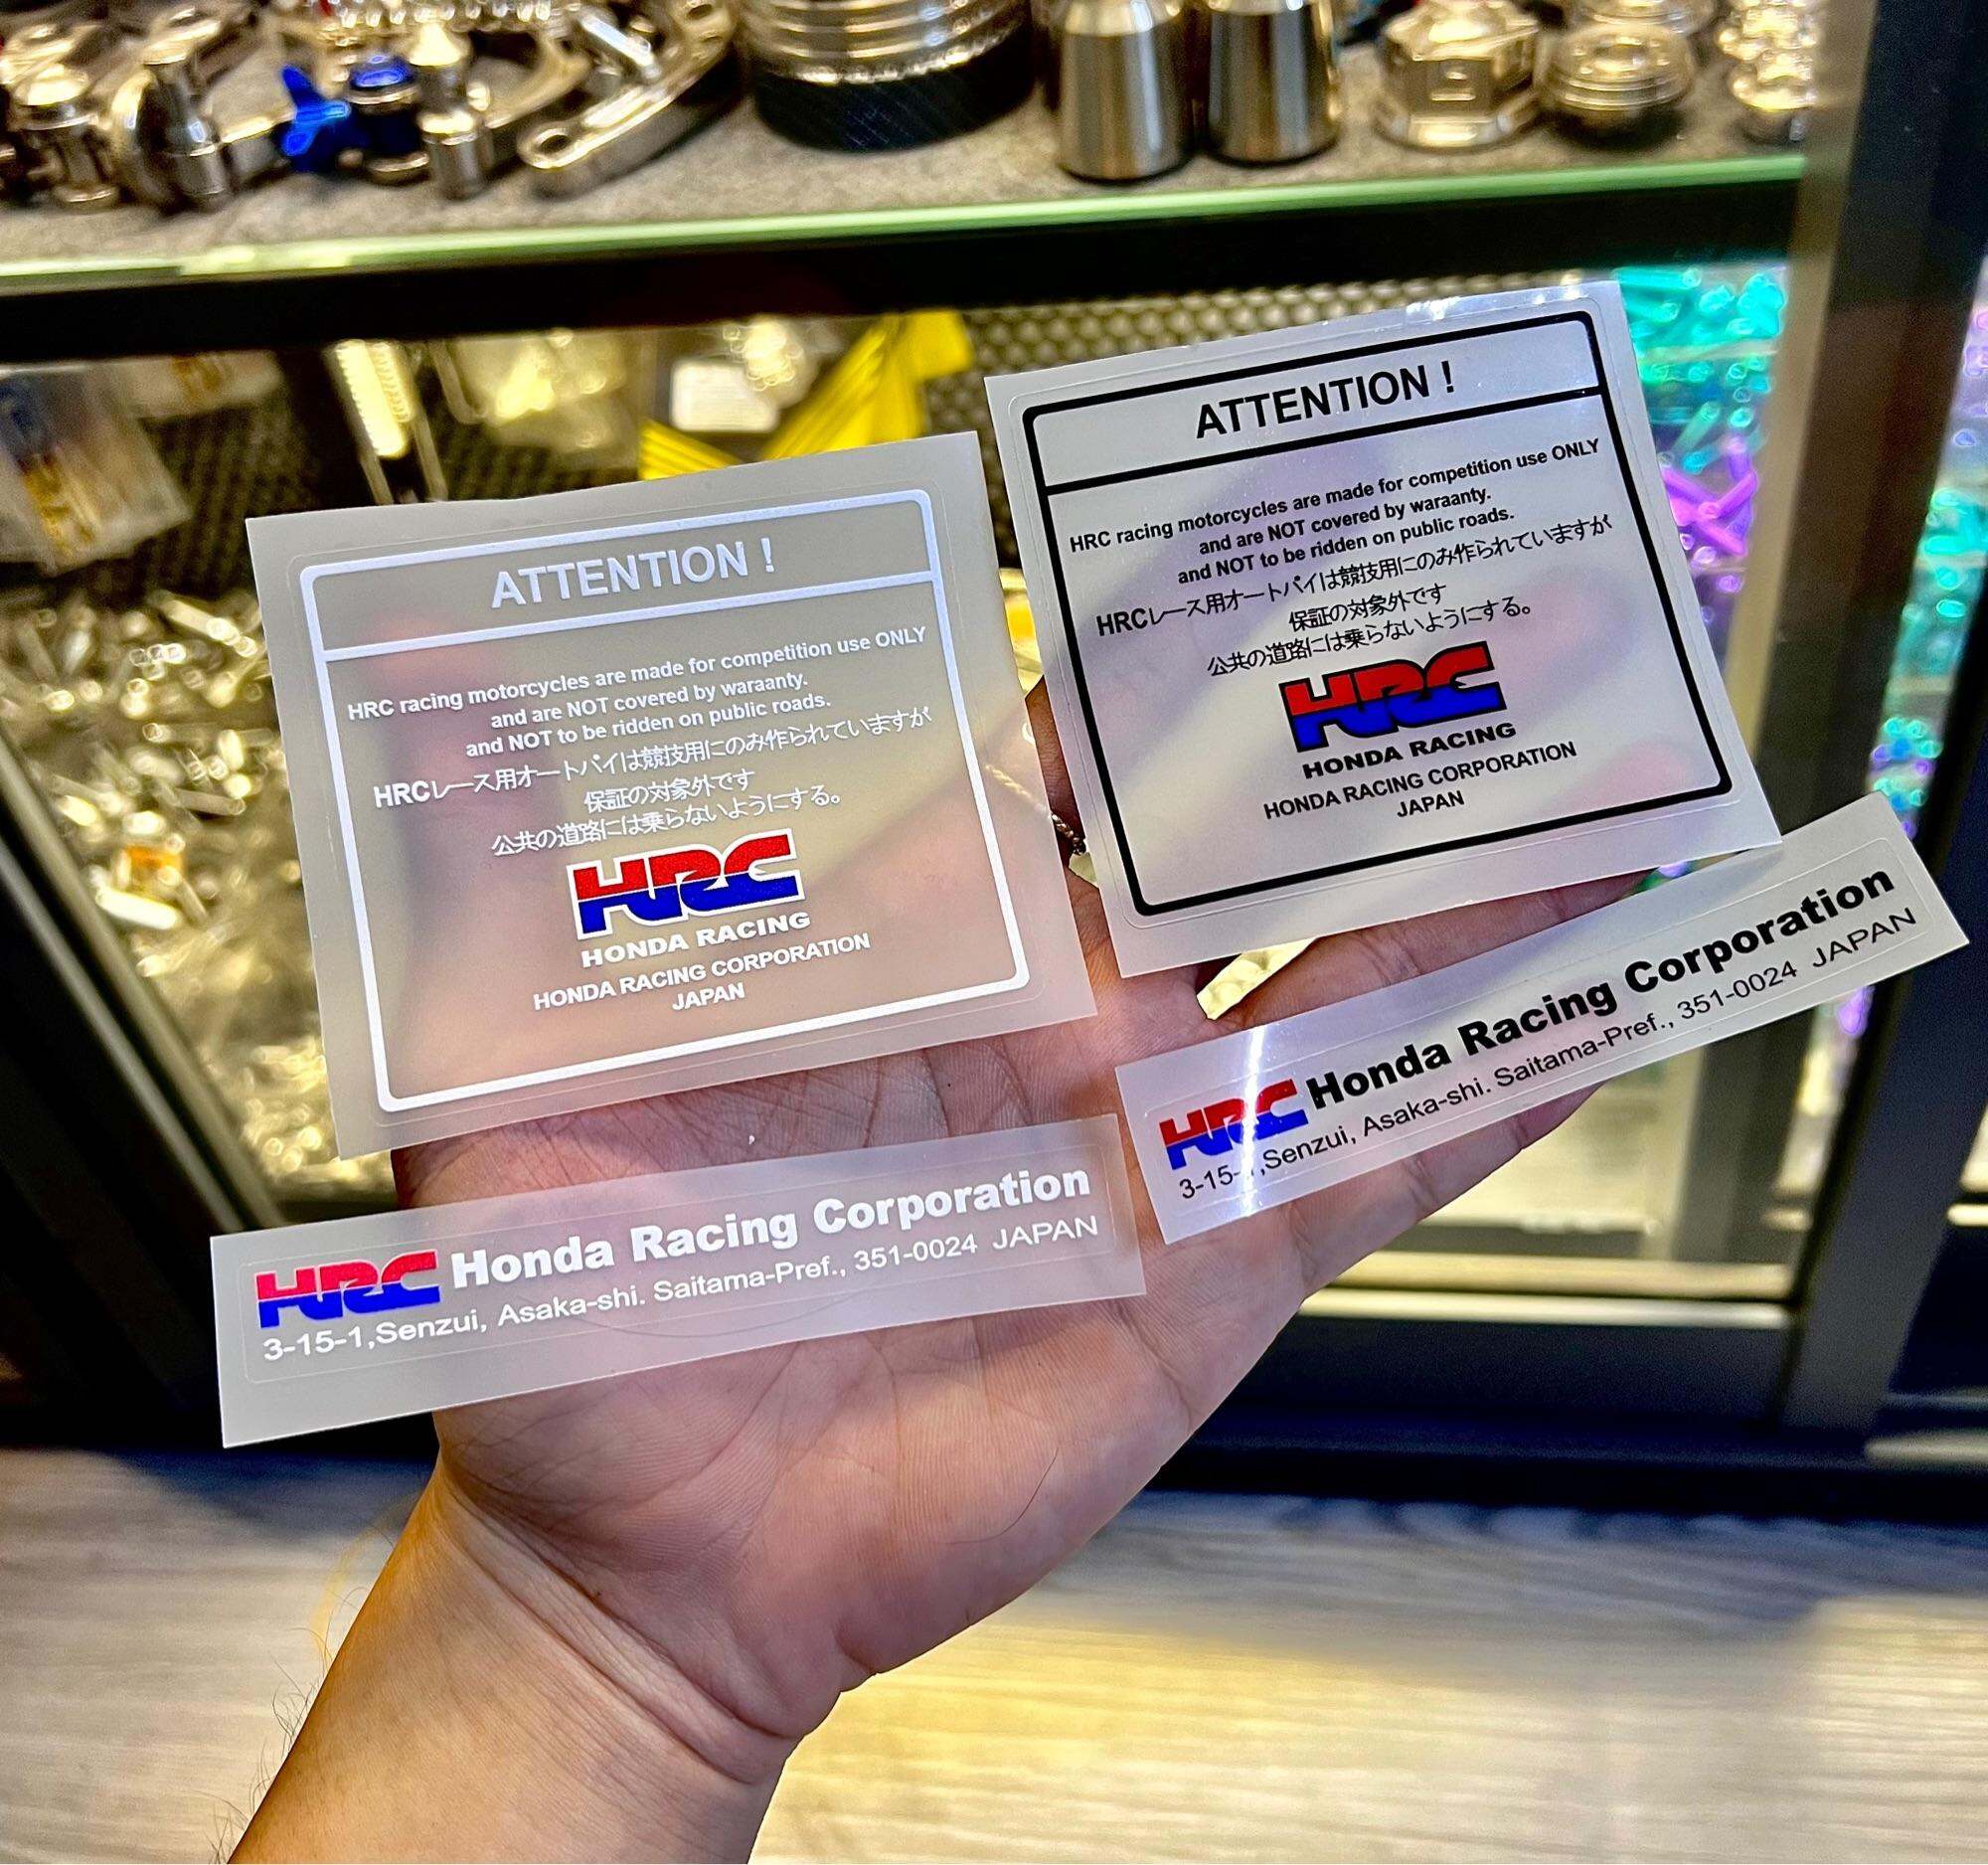 ATTENTION !
HRC racing motorcycles are made for competition use ONLY
and are NOT covered by waraanty.
and NOT to be ridden on public roads.
HRCレース用オートバイは競技用にのみ作られていますが
保証の対象外です
公共の道路には乗らないようにする。
HRC
HONDA RACING
HONDA RACING CORPORATION
JAPAN
ATTENTION !
HRC racing motorcycles are made for competition use ONLY
and are NOT covered by waraanty.
and NOT to be ridden on public roads.
HRCレース用オートバイは競技用にのみ作られていますが
保証の対象外です
公共の道路には乗らないようにする。
HRC
HONDA RACING
HONDA RACING CORPORATION
JAPAN
HRC Honda Racing Corporation
3-15-1,Senzui, Asaka-shi. Saitama-Pref., 351-0024 JAPAN
HRC Honda Racing Corporation
3-15- ,Senzui, Asaka-shi. Saitama-Pref., 351-0024 JAPAN